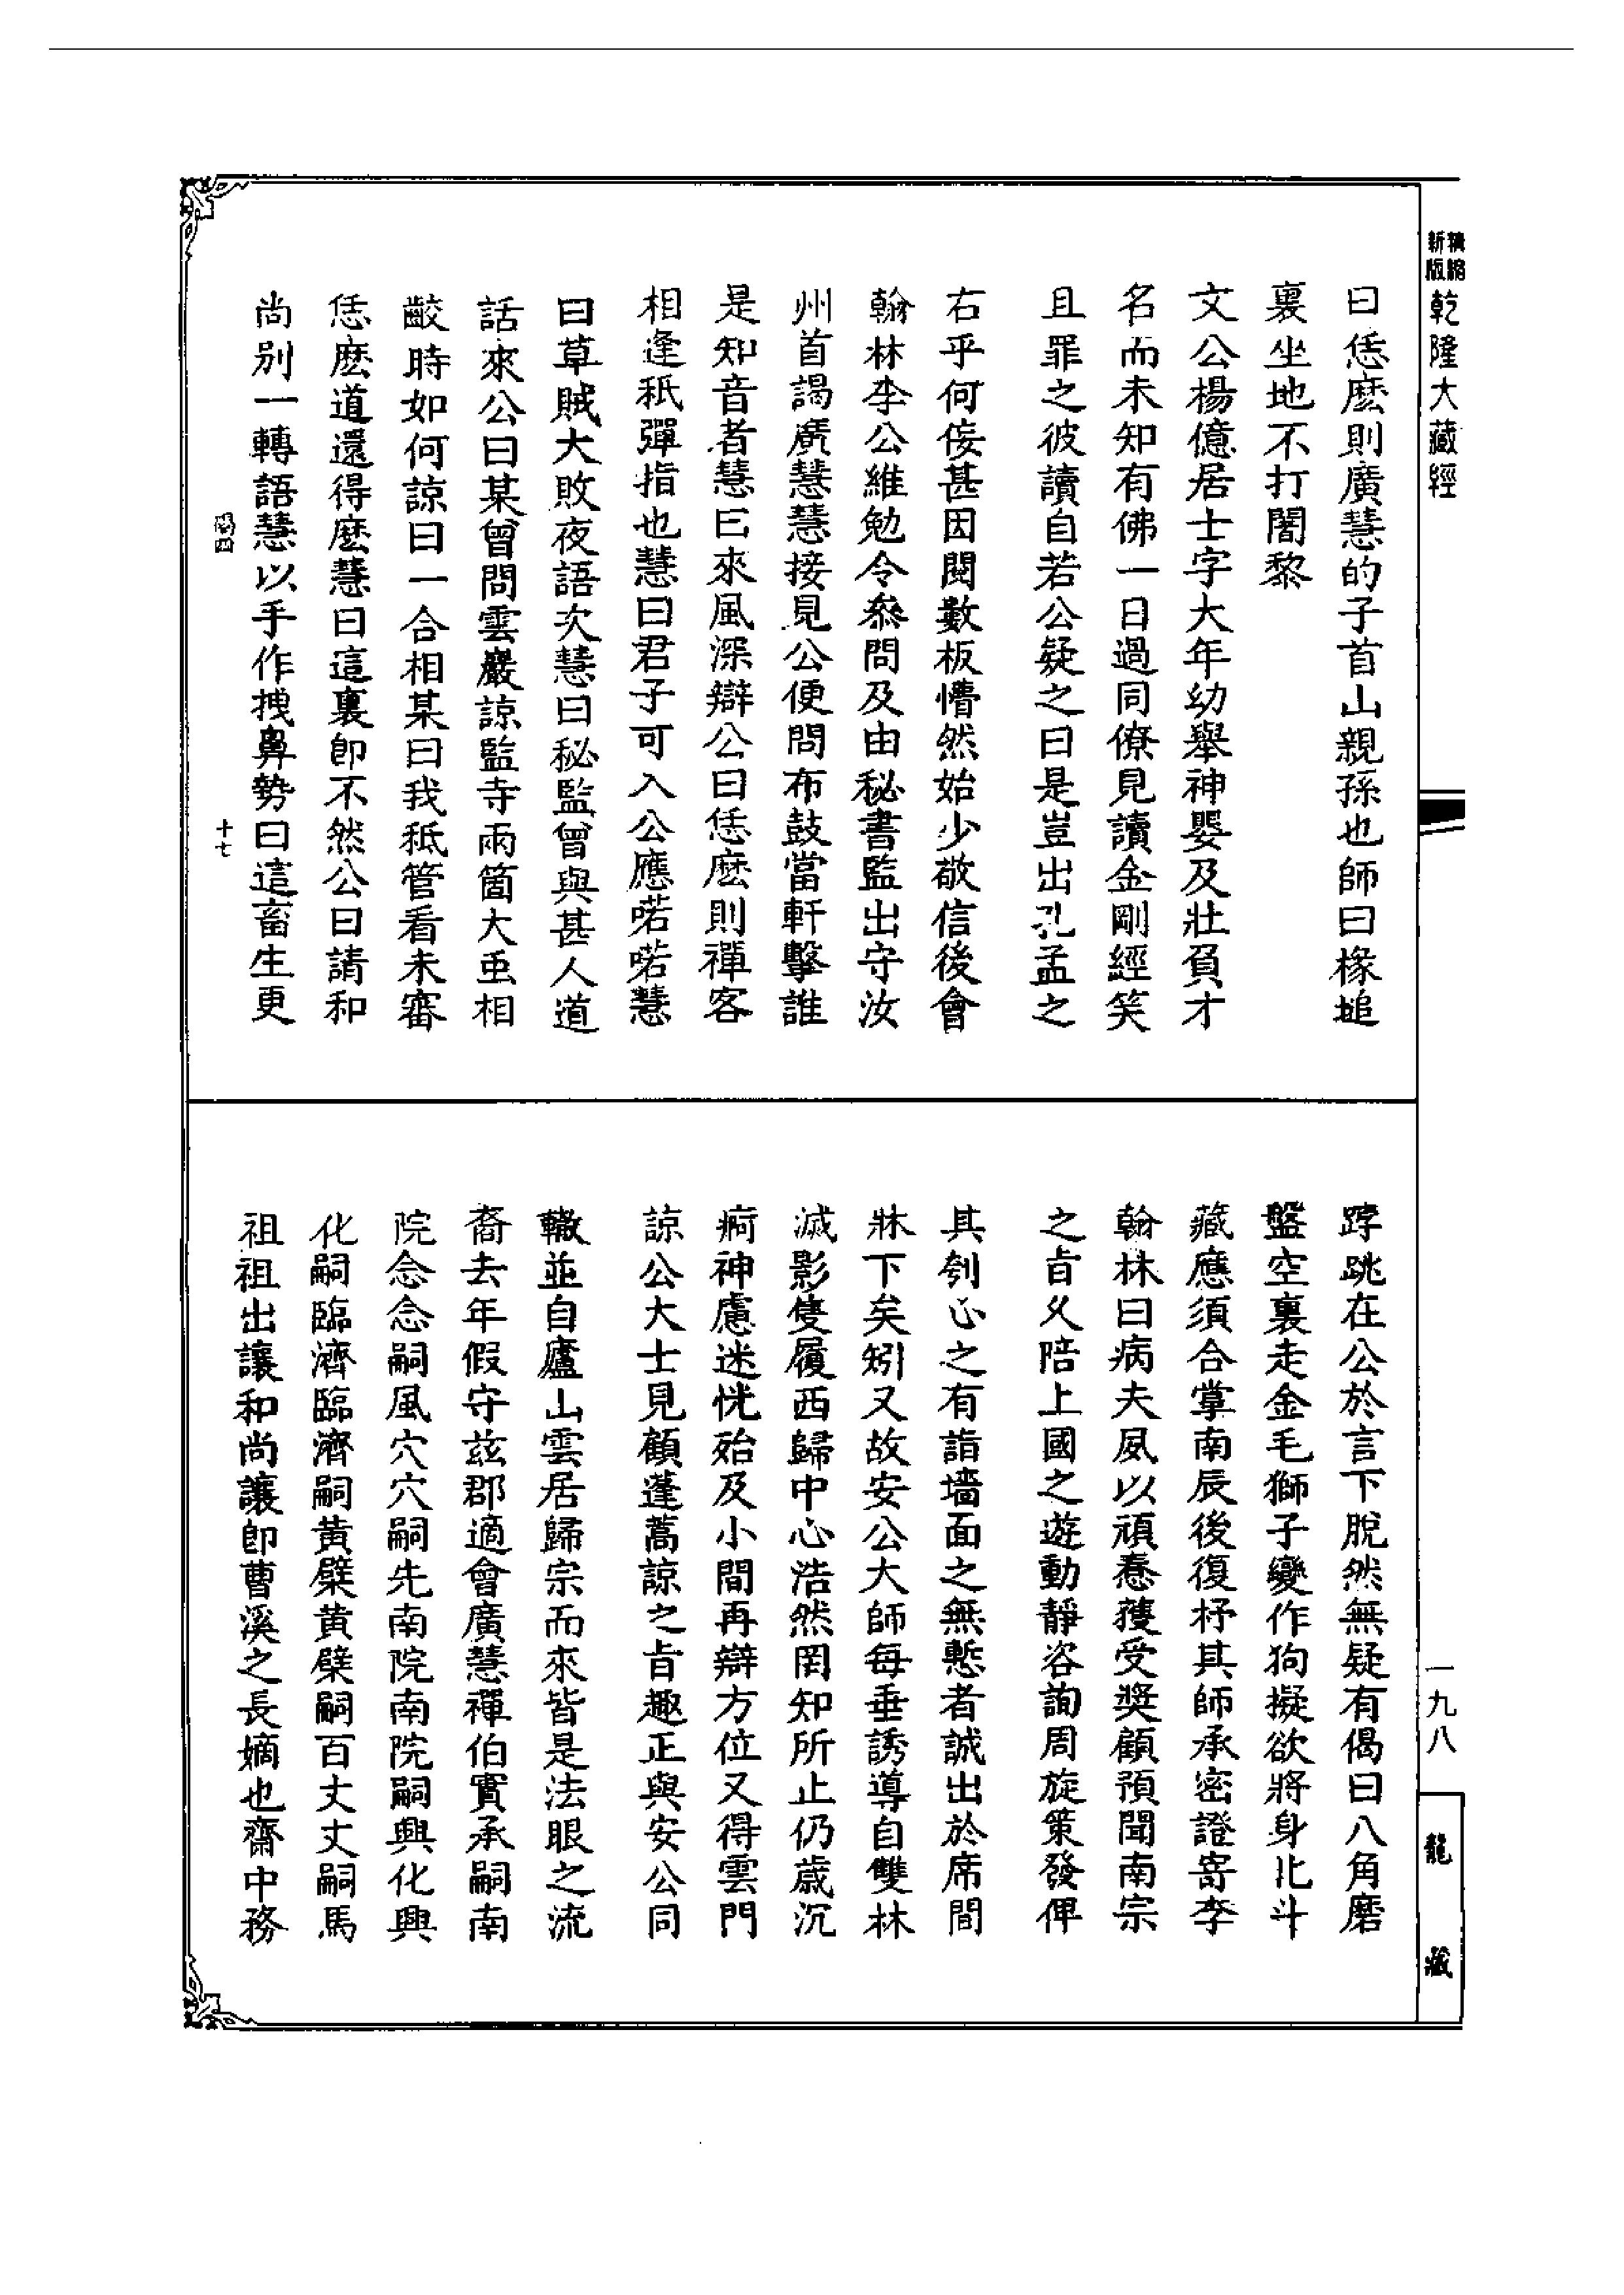 精縮
新版
乾隆大藏經
曰恁麽則廣慧的子首山親孫也師曰椽埳
裏坐地不打闍黎
文公楊億居士字大年幼舉神嬰及壯負才
名而未知有佛一日過同僚見讀金剛經笑
且罪之彼讀自若公疑之曰是豈出孔孟之
右乎何佞甚因閱數板懵然始少敬信後會
翰林李公維勉令叅問及由秘書監出守汝
州首謁廣慧慧接見公便問布鼓當軒擊誰
是知音者慧曰來風深辯公曰恁麽則禪客
相逢秖彈指也慧曰君子可入公應喏喏慧
曰草賊大敗夜語次慧曰秘監曾與甚人道
話來公曰某曾問雲巖諒監寺兩箇大䖝相
齩時如何諒曰一合相某曰我秪管看未審
恁麽道還得麽慧曰這裏卽不然公曰請和
尚別一轉語慧以手作拽鼻勢曰這畜生更
十七
𨁝跳在公於言下脫然無疑有偈曰八角磨
盤空裏走金毛獅子變作狗擬欲將身北斗
藏應須合掌南辰後復抒其師承密證寄李
翰林曰病夫夙以頑惷獲受獎顧預聞南宗
之旨久陪上國之遊動靜咨詢周旋策發俾
其刳心之有詣墻面之無慙者誠出於席間
牀下矣矧又故安公大師每垂誘導自雙林
滅影隻履西歸中心浩然罔知所止仍歲沉
痾神慮迷恍殆及小間再辯方位又得雲門
諒公大士見顧蓬蒿諒之旨趣正與安公同
轍並自廬山雲居歸宗而來皆是法眼之流
裔去年假守兹郡適會廣慧禪伯實承嗣南
院念念嗣風穴穴嗣先南院南院嗣興化興
化嗣臨濟臨濟嗣黃檗黃檗嗣百丈丈嗣馬
祖祖出讓和尚讓卽曹溪之長嫡也齋中務
一九八
龍藏